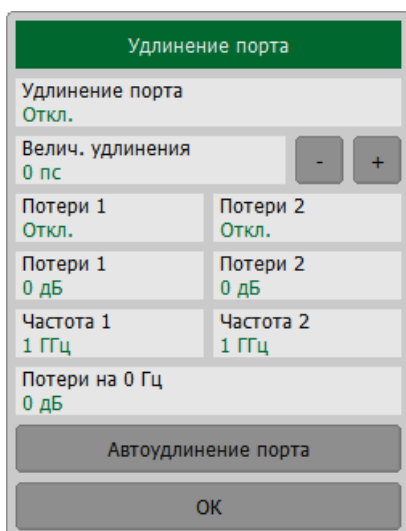 Удлинение порта
Удлинение порта
Откл.
Велич. удлинения
0 пс
- +
Потери 1 Потери 2
Откл. Откл.
Потери 1 Потери 2
0 дБ 0 дБ
Частота 1 Частота 2
1 ГГц 1 ГГц
Потери на 0 Гц
0 дБ
Автоудлинение порта
ОК